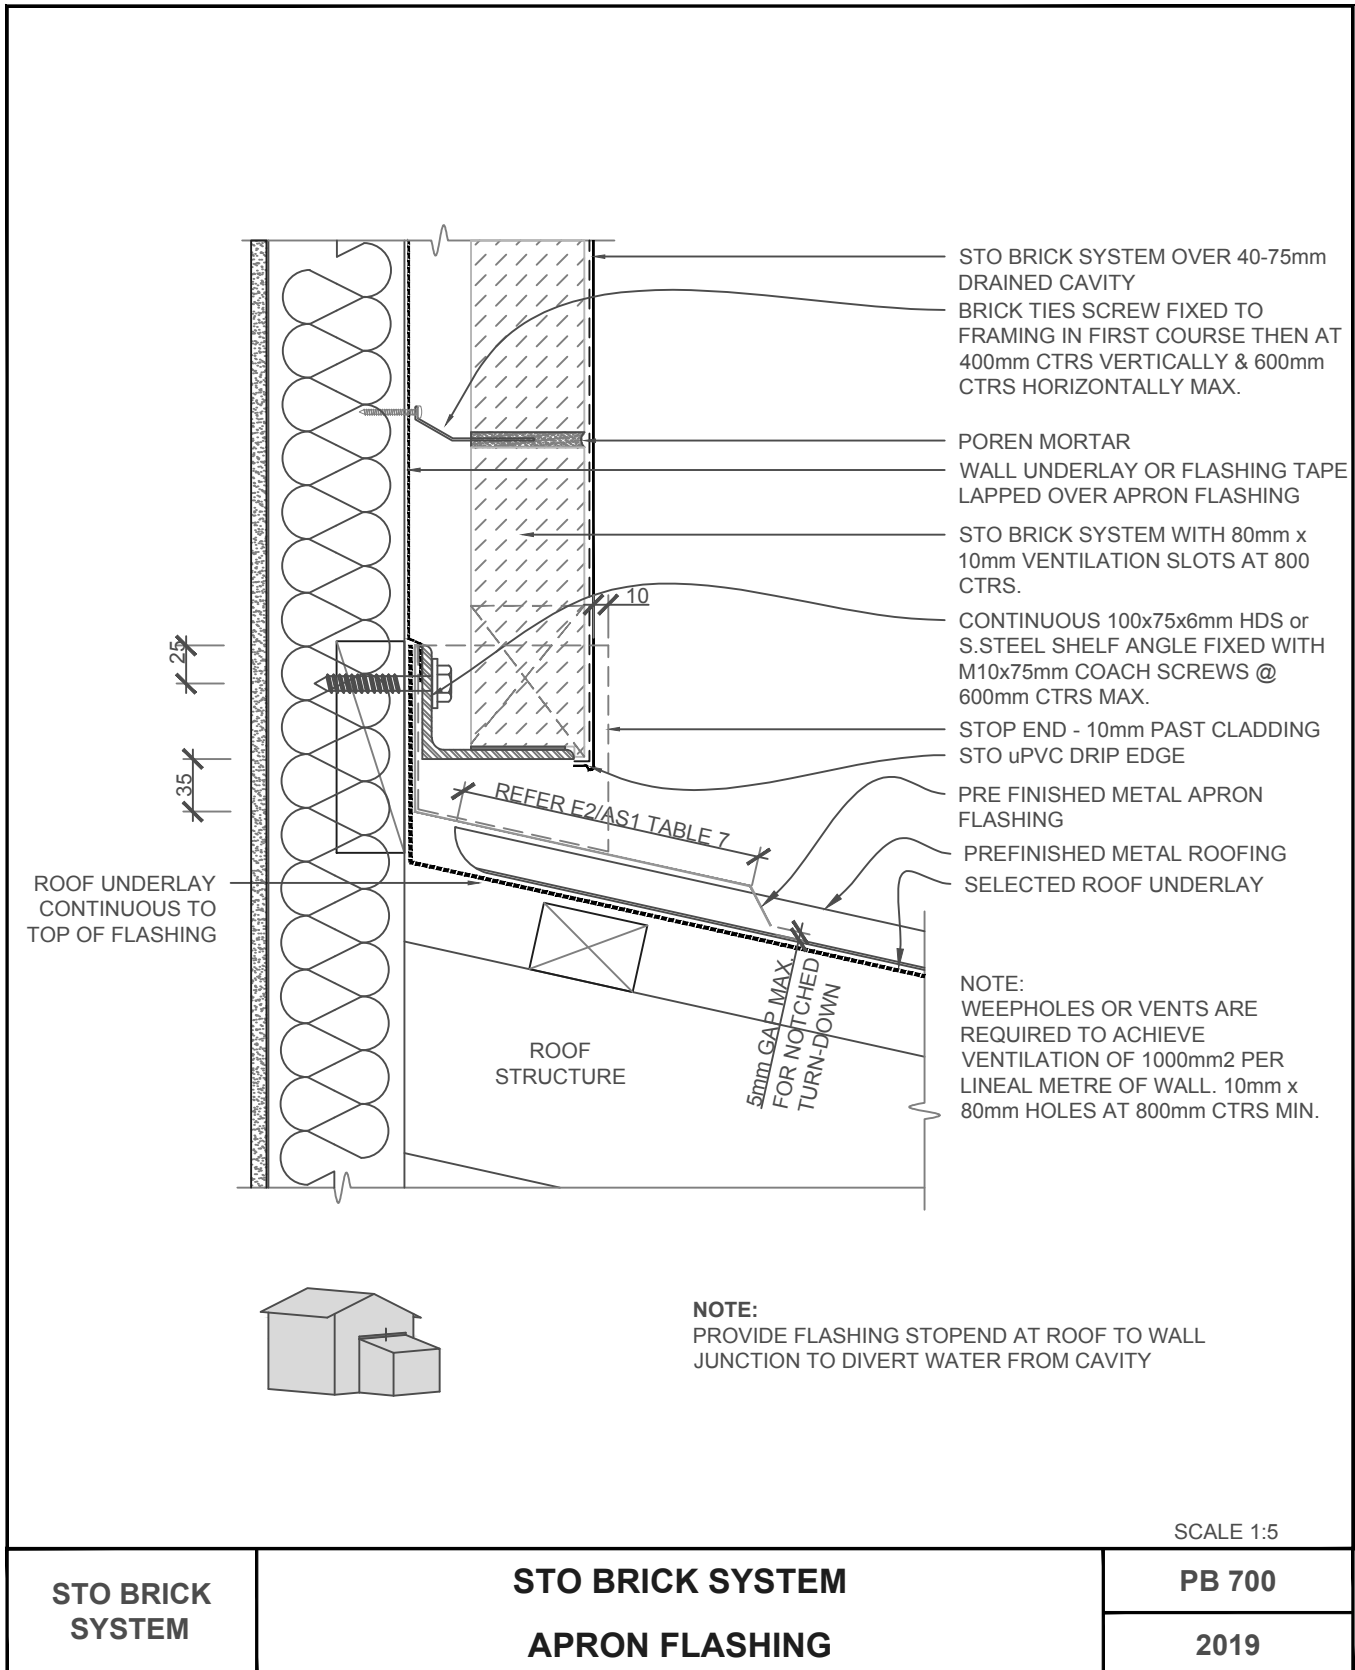 STO BRICK SYSTEM OVER 40-75mm
DRAINED CAVITY
BRICK TIES SCREW FIXED TO
FRAMING IN FIRST COURSE THEN AT
400mm CTRS VERTICALLY & 600mm
CTRS HORIZONTALLY MAX.
POREN MORTAR
WALL UNDERLAY OR FLASHING TAPE
LAPPED OVER APRON FLASHING
STO BRICK SYSTEM WITH 80mm x
10mm VENTILATION SLOTS AT 800
CTRS.
10
CONTINUOUS 100x75x6mm HDS or
S.STEEL SHELF ANGLE FIXED WITH
M10x75mm COACH SCREWS @
600mm CTRS MAX.
25
STOP END - 10mm PAST CLADDING
STO uPVC DRIP EDGE
35
REFER E2/AS1 TABLE 7
PRE FINISHED METAL APRON
FLASHING
PREFINISHED METAL ROOFING
SELECTED ROOF UNDERLAY
ROOF UNDERLAY
CONTINUOUS TO
TOP OF FLASHING
5mm GAP MAX.
FOR NOTCHED
TURN-DOWN
NOTE:
WEEPHOLES OR VENTS ARE
REQUIRED TO ACHIEVE
VENTILATION OF 1000mm2 PER
LINEAL METRE OF WALL. 10mm x
80mm HOLES AT 800mm CTRS MIN.
ROOF
STRUCTURE
NOTE:
PROVIDE FLASHING STOPEND AT ROOF TO WALL
JUNCTION TO DIVERT WATER FROM CAVITY
SCALE 1:5
STO BRICK
SYSTEM
STO BRICK SYSTEM
APRON FLASHING
PB 700
2019